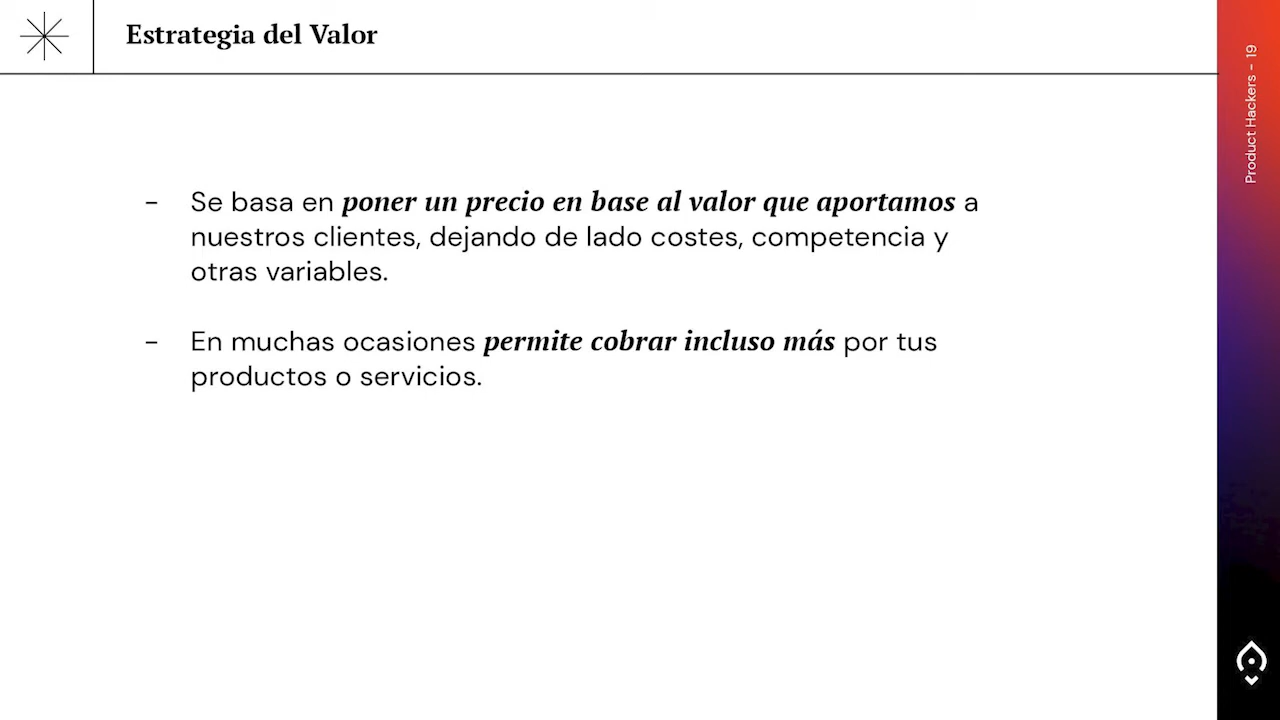 Estrategia del Valor
Product Hackers - 19
- Se basa en poner un precio en base al valor que aportamos a
nuestros clientes, dejando de lado costes, competencia y
otras variables.
- En muchas ocasiones permite cobrar incluso más por tus
productos o servicios.